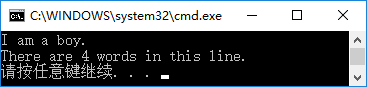 C:\WINDOWS\system32\cmd.exe
I am a boy.
There are 4 words in this line.
请按任意键继续. . .